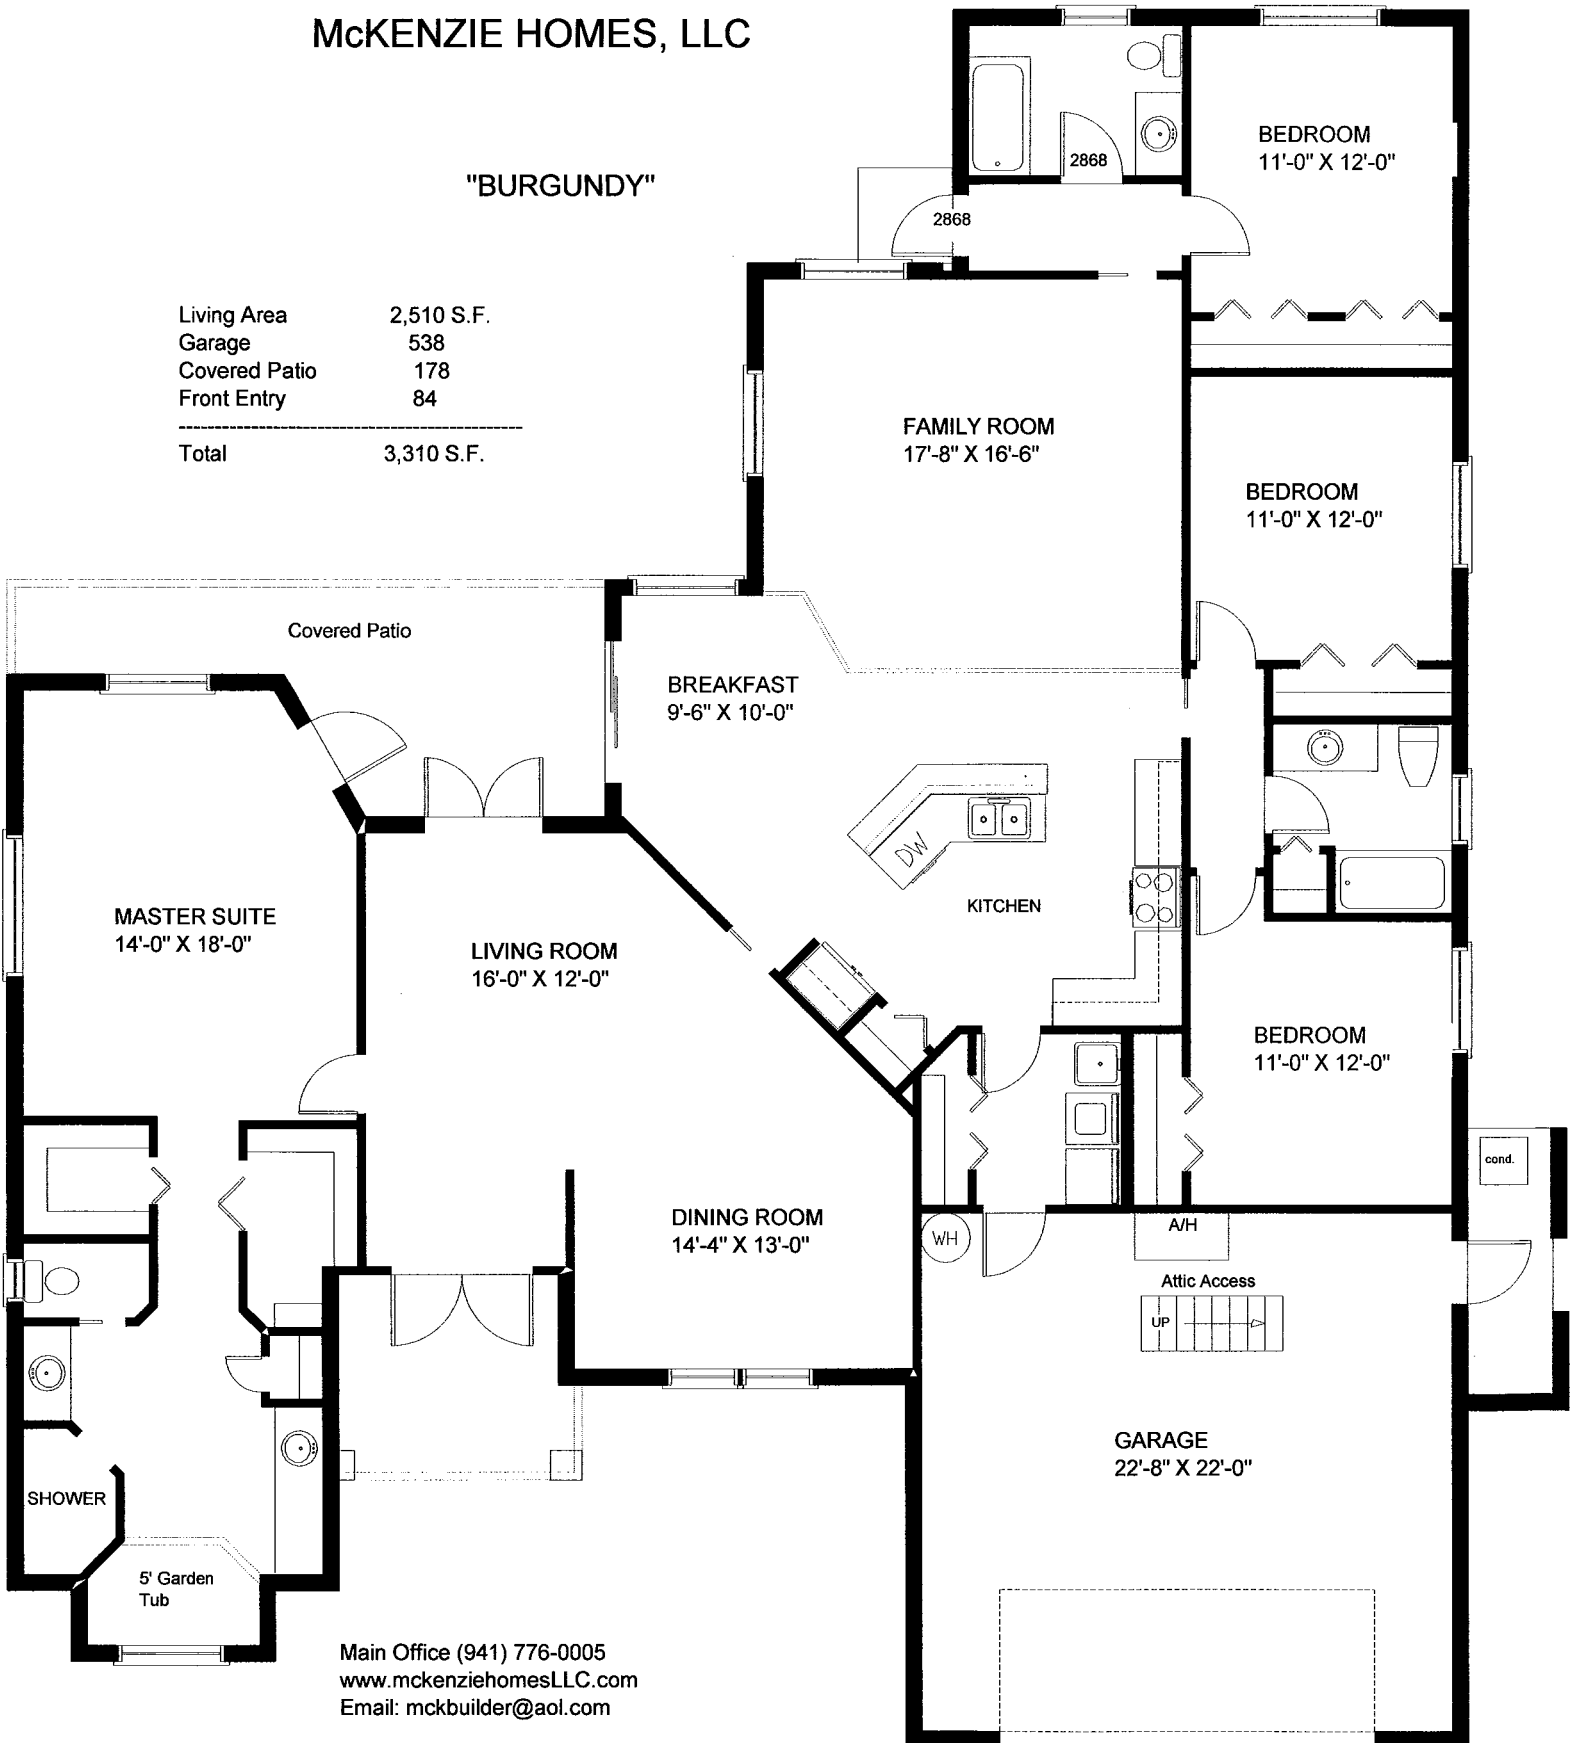 McKENZIE HOMES, LLC
"BURGUNDY"
Living Area 2,510 S.F.
Garage 538
Covered Patio 178
Front Entry 84
------------------------------------------------
Total 3,310 S.F.
2868
2868
BEDROOM
11'-0" X 12'-0"
FAMILY ROOM
17'-8" X 16'-6"
BEDROOM
11'-0" X 12'-0"
Covered Patio
BREAKFAST
9'-6" X 10'-0"
DW
KITCHEN
MASTER SUITE
14'-0" X 18'-0"
LIVING ROOM
16'-0" X 12'-0"
BEDROOM
11'-0" X 12'-0"
cond.
DINING ROOM
14'-4" X 13'-0"
WH
A/H
Attic Access
UP
GARAGE
22'-8" X 22'-0"
SHOWER
5' Garden
Tub
Main Office (941) 776-0005
www.mckenziehomesLLC.com
Email: mckbuilder@aol.com